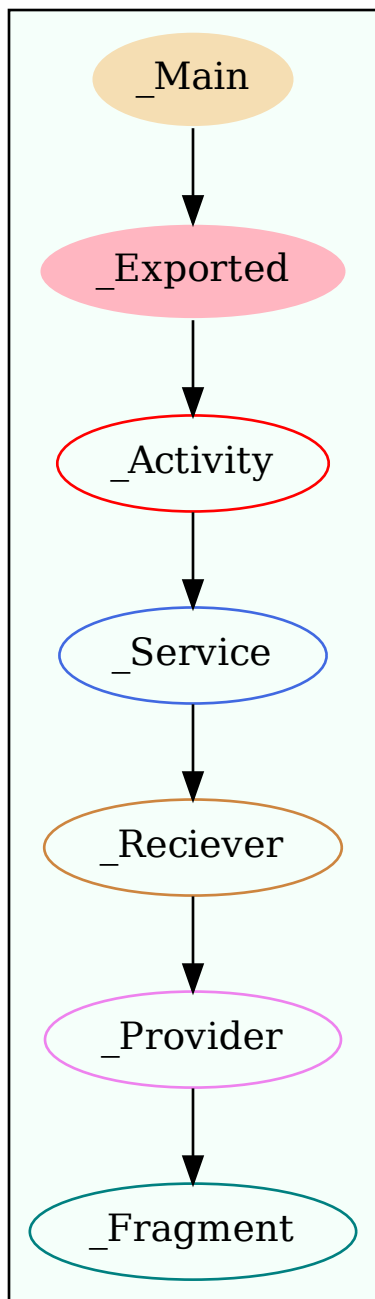 _Main
_Exported
_Activity
_Service
_Reciever
_Provider
_Fragment